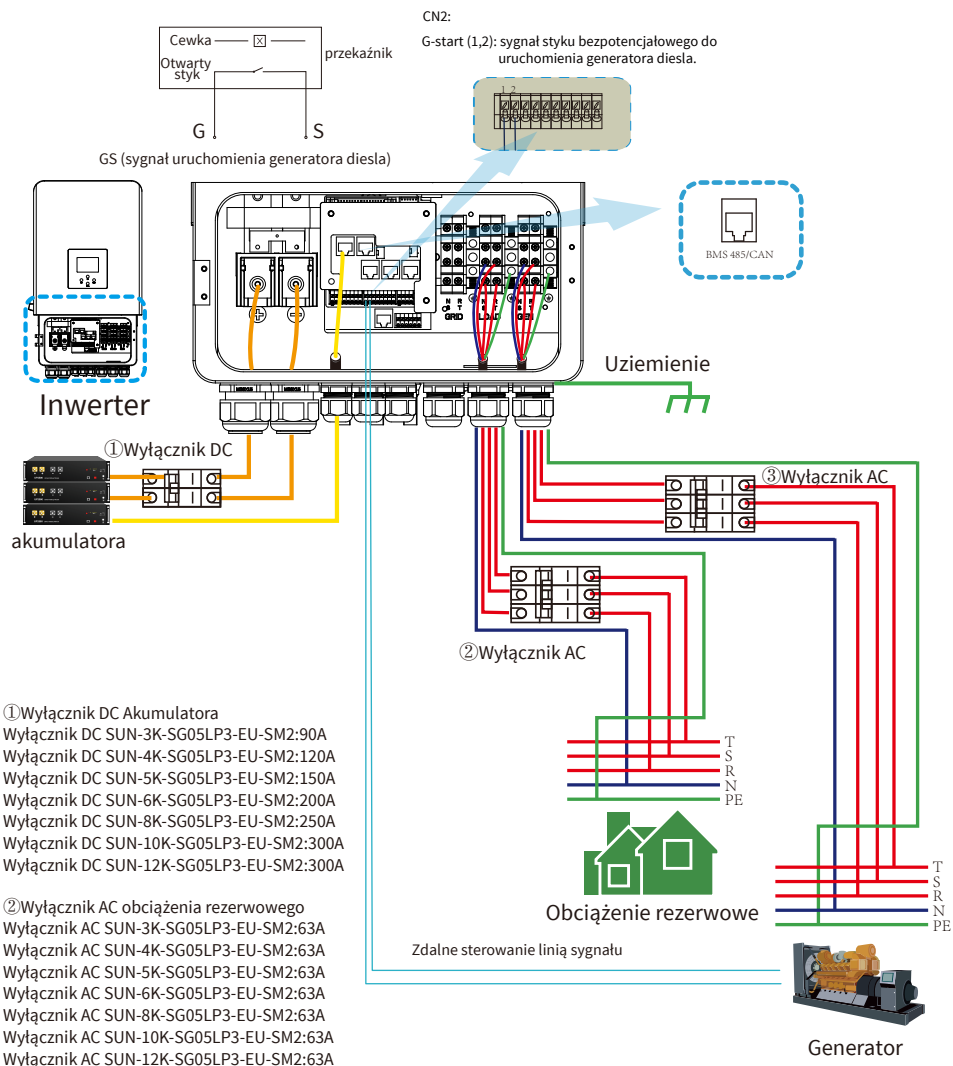 CN2:
G-start (1,2): sygnał styku bezpotencjałowego do
uruchomienia generatora diesla.
Cewka
Otwarty
styk
przekaźnik
G
S
GS (sygnał uruchomienia generatora diesla)
1 2
BMS 485/CAN
N R
S T
GRID
N R
S T
LOAD
N R
S T
GEN
Uziemienie
Inwerter
①Wyłącznik DC
akumulatora
③Wyłącznik AC
②Wyłącznik AC
①Wyłącznik DC Akumulatora
Wyłącznik DC SUN-3K-SG05LP3-EU-SM2:90A
Wyłącznik DC SUN-4K-SG05LP3-EU-SM2:120A
Wyłącznik DC SUN-5K-SG05LP3-EU-SM2:150A
Wyłącznik DC SUN-6K-SG05LP3-EU-SM2:200A
Wyłącznik DC SUN-8K-SG05LP3-EU-SM2:250A
Wyłącznik DC SUN-10K-SG05LP3-EU-SM2:300A
Wyłącznik DC SUN-12K-SG05LP3-EU-SM2:300A
②Wyłącznik AC obciążenia rezerwowego
Wyłącznik AC SUN-3K-SG05LP3-EU-SM2:63A
Wyłącznik AC SUN-4K-SG05LP3-EU-SM2:63A
Wyłącznik AC SUN-5K-SG05LP3-EU-SM2:63A
Wyłącznik AC SUN-6K-SG05LP3-EU-SM2:63A
Wyłącznik AC SUN-8K-SG05LP3-EU-SM2:63A
Wyłącznik AC SUN-10K-SG05LP3-EU-SM2:63A
Wyłącznik AC SUN-12K-SG05LP3-EU-SM2:63A
T
S
R
N
PE
Obciążenie rezerwowe
T
S
R
N
PE
Zdalne sterowanie linią sygnału
Generator